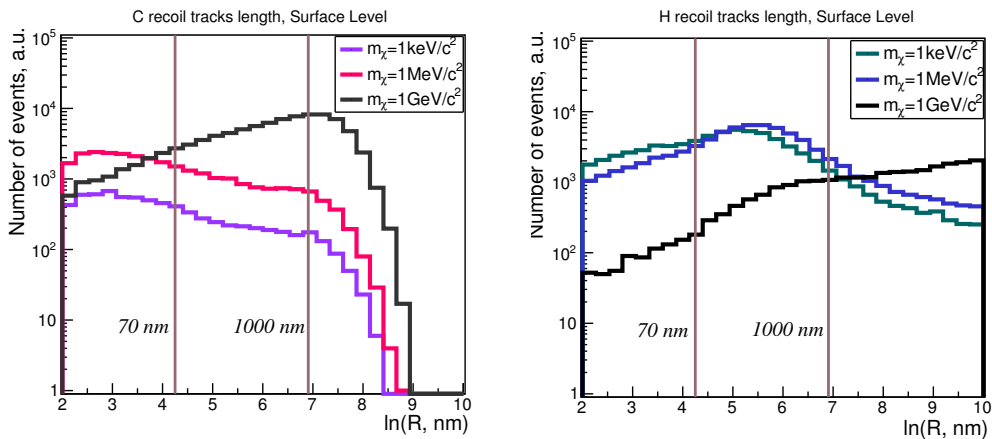 C recoil tracks length, Surface Level
Number of events, a.u.
10^5
10^4
10^3
10^2
10
1
m_χ=1keV/c^2
m_χ=1MeV/c^2
m_χ=1GeV/c^2
70 nm
1000 nm
2 3 4 5 6 7 8 9 10
ln(R, nm)
H recoil tracks length, Surface Level
Number of events, a.u.
10^5
10^4
10^3
10^2
10
1
m_χ=1keV/c^2
m_χ=1MeV/c^2
m_χ=1GeV/c^2
70 nm
1000 nm
2 3 4 5 6 7 8 9 10
ln(R, nm)